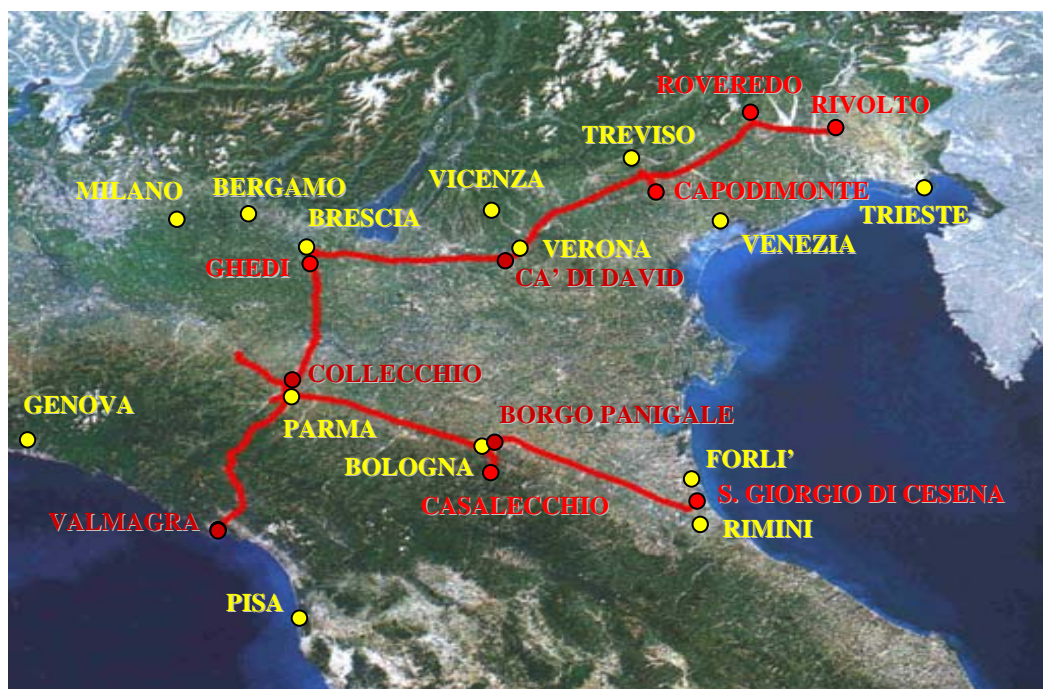 ROVEREDO
RIVOLTO
TREVISO
MILANO
BERGAMO
VICENZA
CAPODIMONTE
BRESCIA
TRIESTE
VERONA
VENEZIA
GHEDI
CA’ DI DAVID
COLLECCHIO
GENOVA
BORGO PANIGALE
PARMA
BOLOGNA
FORLI’
CASALECCHIO
S. GIORGIO DI CESENA
VALMAGRA
RIMINI
PISA